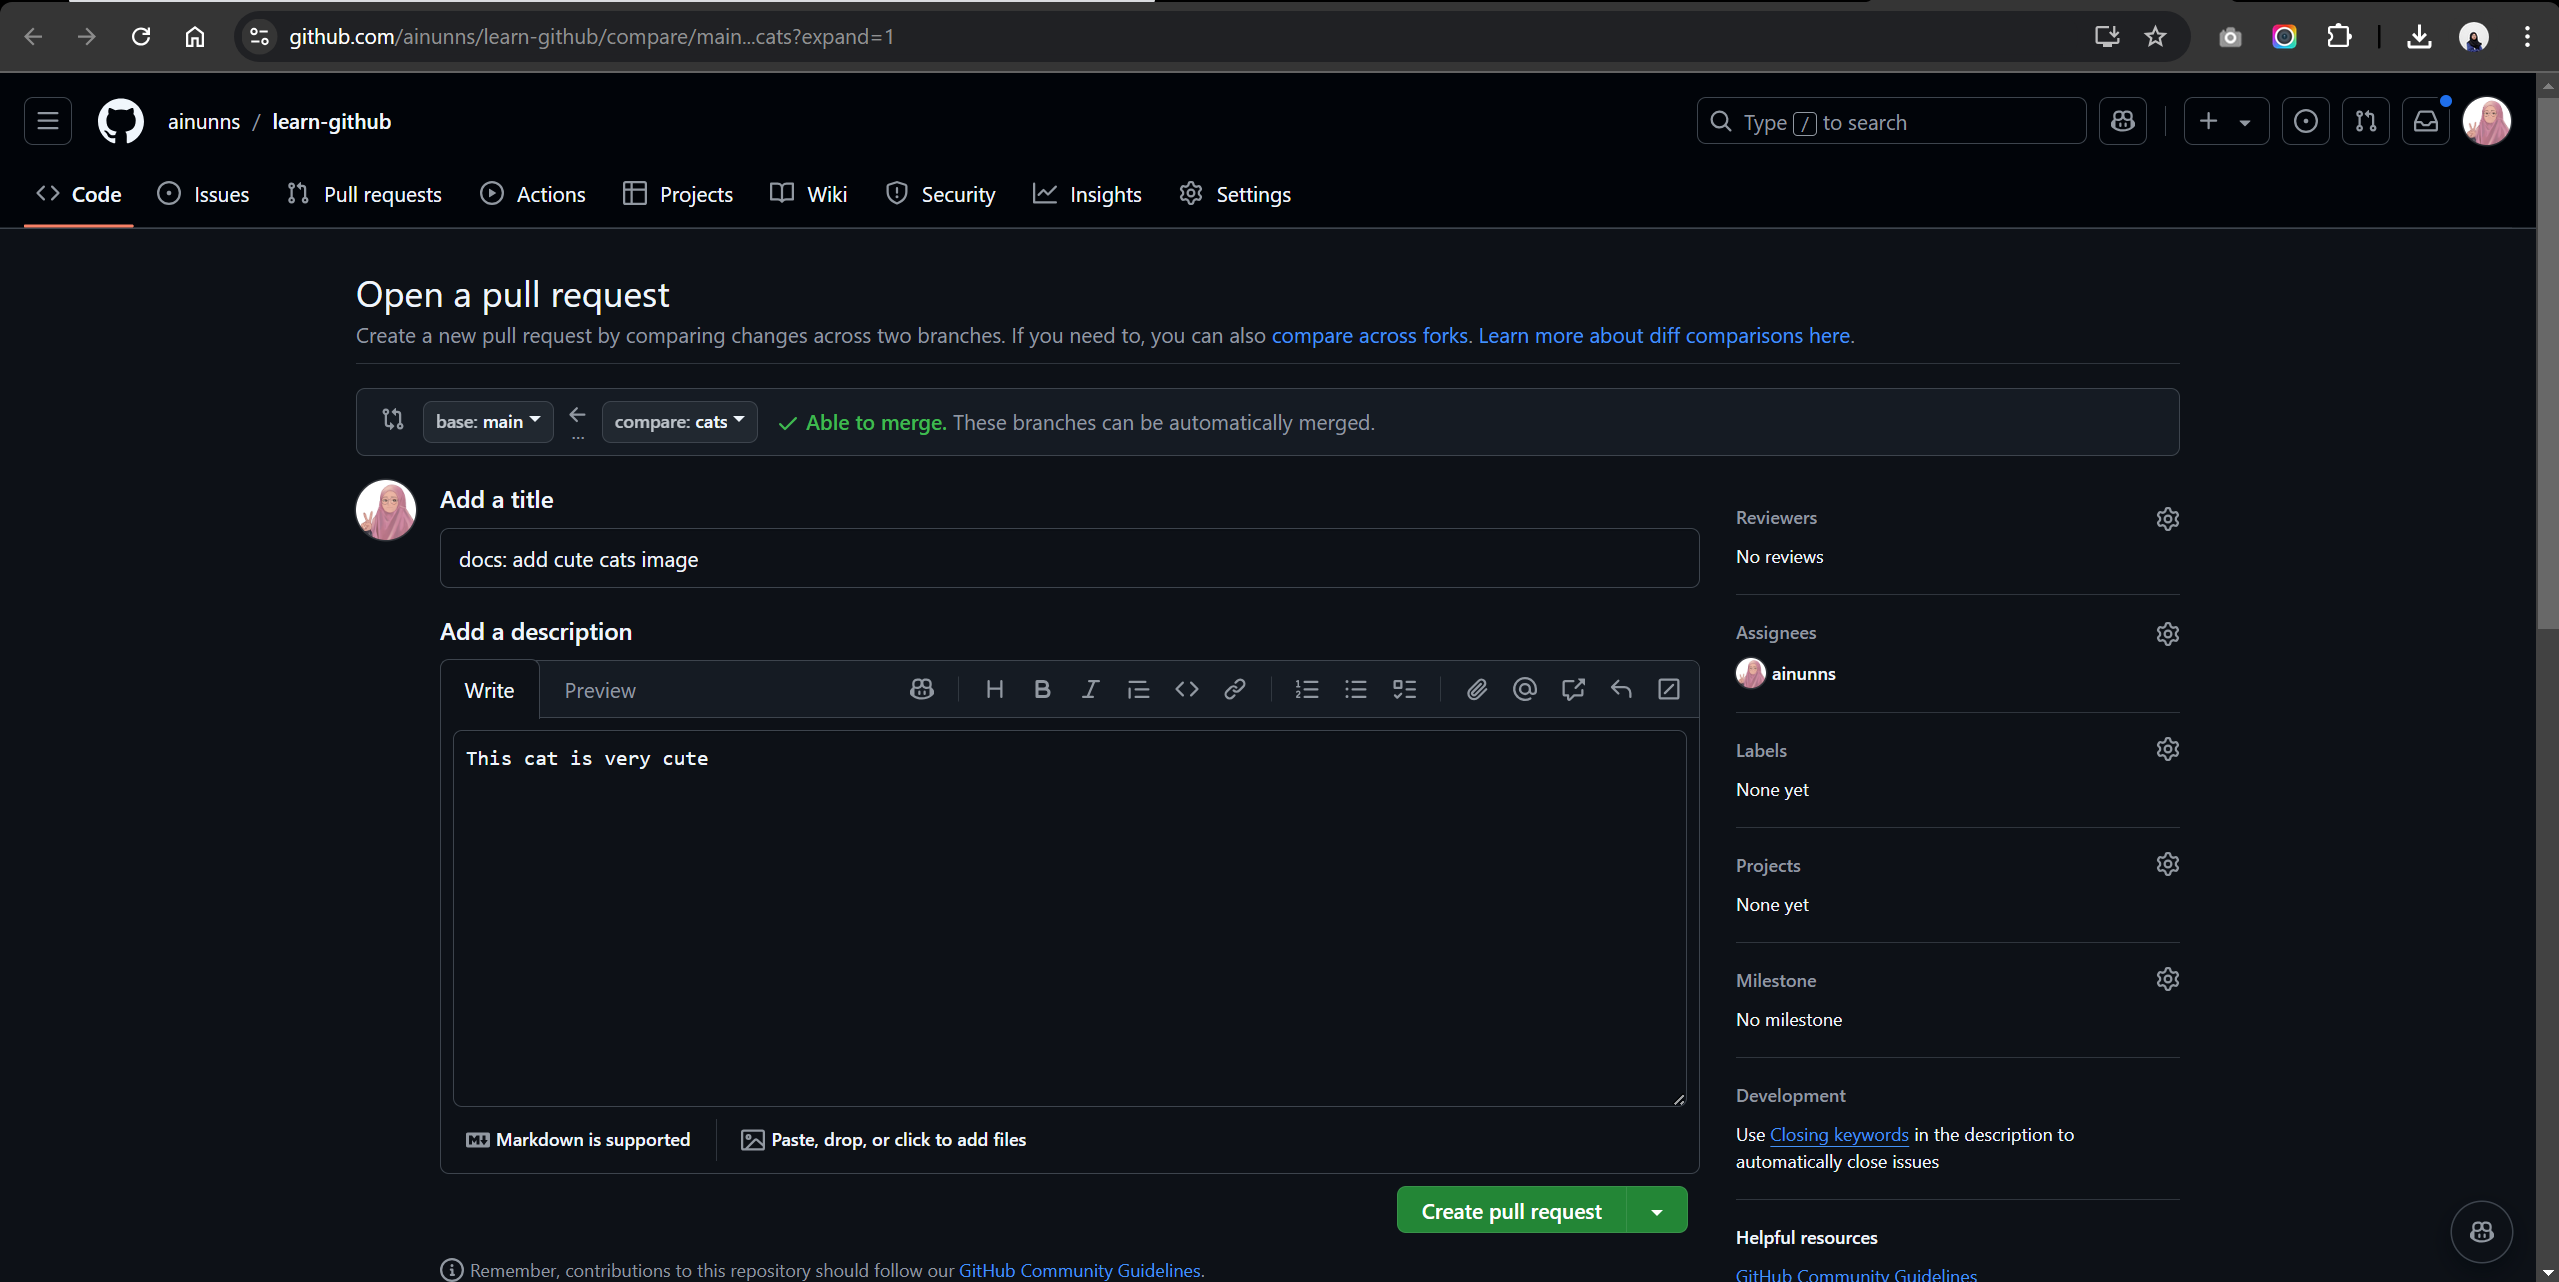 github.com/ainunns/learn-github/compare/main...cats?expand=1
ainunns / learn-github
Type / to search
Code Issues Pull requests Actions Projects Wiki Security Insights Settings
Open a pull request
Create a new pull request by comparing changes across two branches. If you need to, you can also compare across forks. Learn more about diff comparisons here.
base: main ... compare: cats Able to merge. These branches can be automatically merged.
Add a title
docs: add cute cats image
Add a description
Write Preview
This cat is very cute
Markdown is supported
Paste, drop, or click to add files
Create pull request
Remember, contributions to this repository should follow our GitHub Community Guidelines.
Reviewers
No reviews
Assignees
ainunns
Labels
None yet
Projects
None yet
Milestone
No milestone
Development
Use Closing keywords in the description to
automatically close issues
Helpful resources
GitHub Community Guidelines